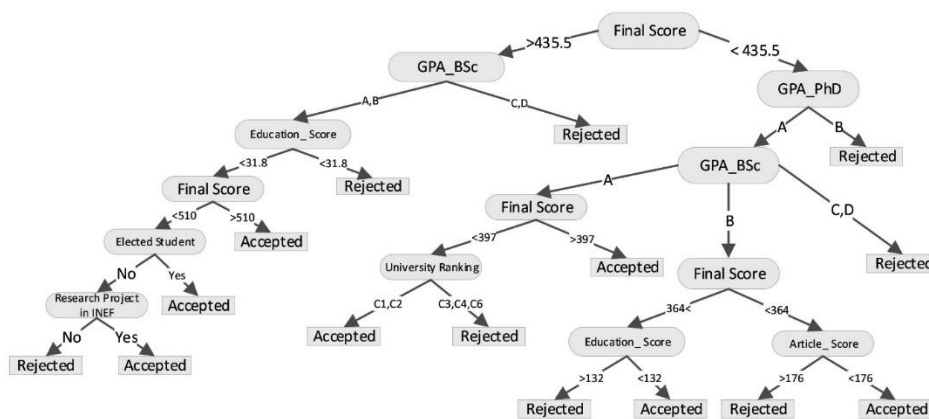 Final Score
>435.5
< 435.5
GPA_BSc
GPA_PhD
A,B
C,D
A
B
Education_ Score
Rejected
Rejected
GPA_BSc
<31.8
<31.8
A
B
C,D
Final Score
Rejected
Final Score
<510
>510
<397
>397
Elected Student
Accepted
University Ranking
Accepted
Final Score
Rejected
No
Yes
C1,C2
C3,C4,C6
364<
<364
Research Project
in INEF
Accepted
Accepted
Rejected
Education_ Score
Article_ Score
No
Yes
>132
<132
>176
<176
Rejected
Accepted
Rejected
Accepted
Rejected
Accepted